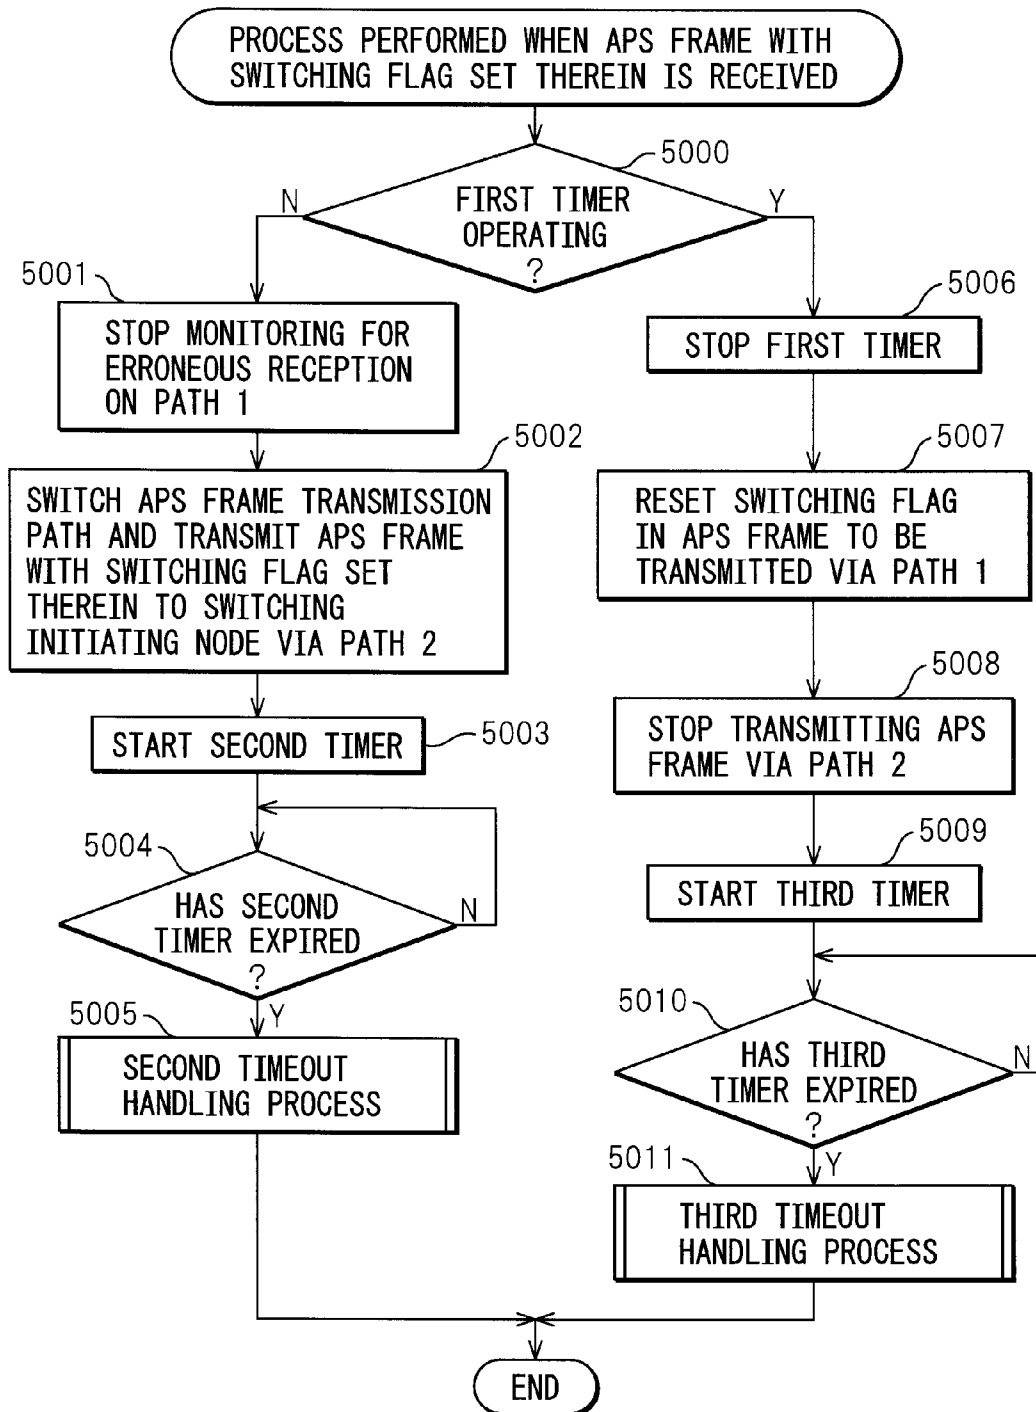 PROCESS PERFORMED WHEN APS FRAME WITH
SWITCHING FLAG SET THEREIN IS RECEIVED
5000
N
FIRST TIMER
OPERATING
?
Y
5001
STOP MONITORING FOR
ERRONEOUS RECEPTION
ON PATH 1
5002
SWITCH APS FRAME TRANSMISSION
PATH AND TRANSMIT APS FRAME
WITH SWITCHING FLAG SET
THEREIN TO SWITCHING
INITIATING NODE VIA PATH 2
START SECOND TIMER
5003
5004
HAS SECOND
TIMER EXPIRED
?
N
Y
5005
SECOND TIMEOUT
HANDLING PROCESS
5006
STOP FIRST TIMER
5007
RESET SWITCHING FLAG
IN APS FRAME TO BE
TRANSMITTED VIA PATH 1
5008
STOP TRANSMITTING APS
FRAME VIA PATH 2
5009
START THIRD TIMER
5010
HAS THIRD
TIMER EXPIRED
?
N
Y
5011
THIRD TIMEOUT
HANDLING PROCESS
END